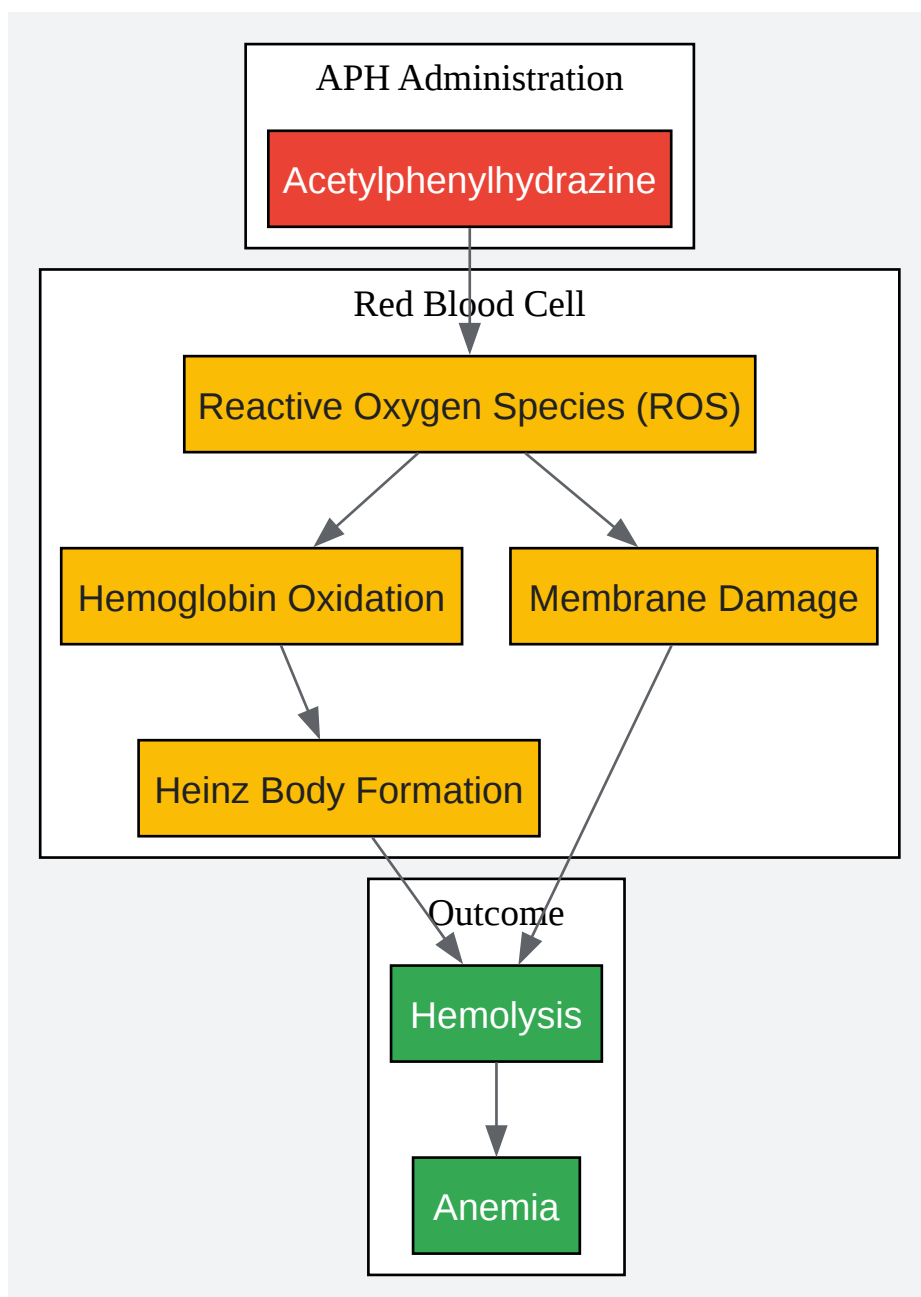 APH Administration
Acetylphenylhydrazine
Red Blood Cell
Reactive Oxygen Species (ROS)
Hemoglobin Oxidation
Membrane Damage
Heinz Body Formation
Outcome
Hemolysis
Anemia